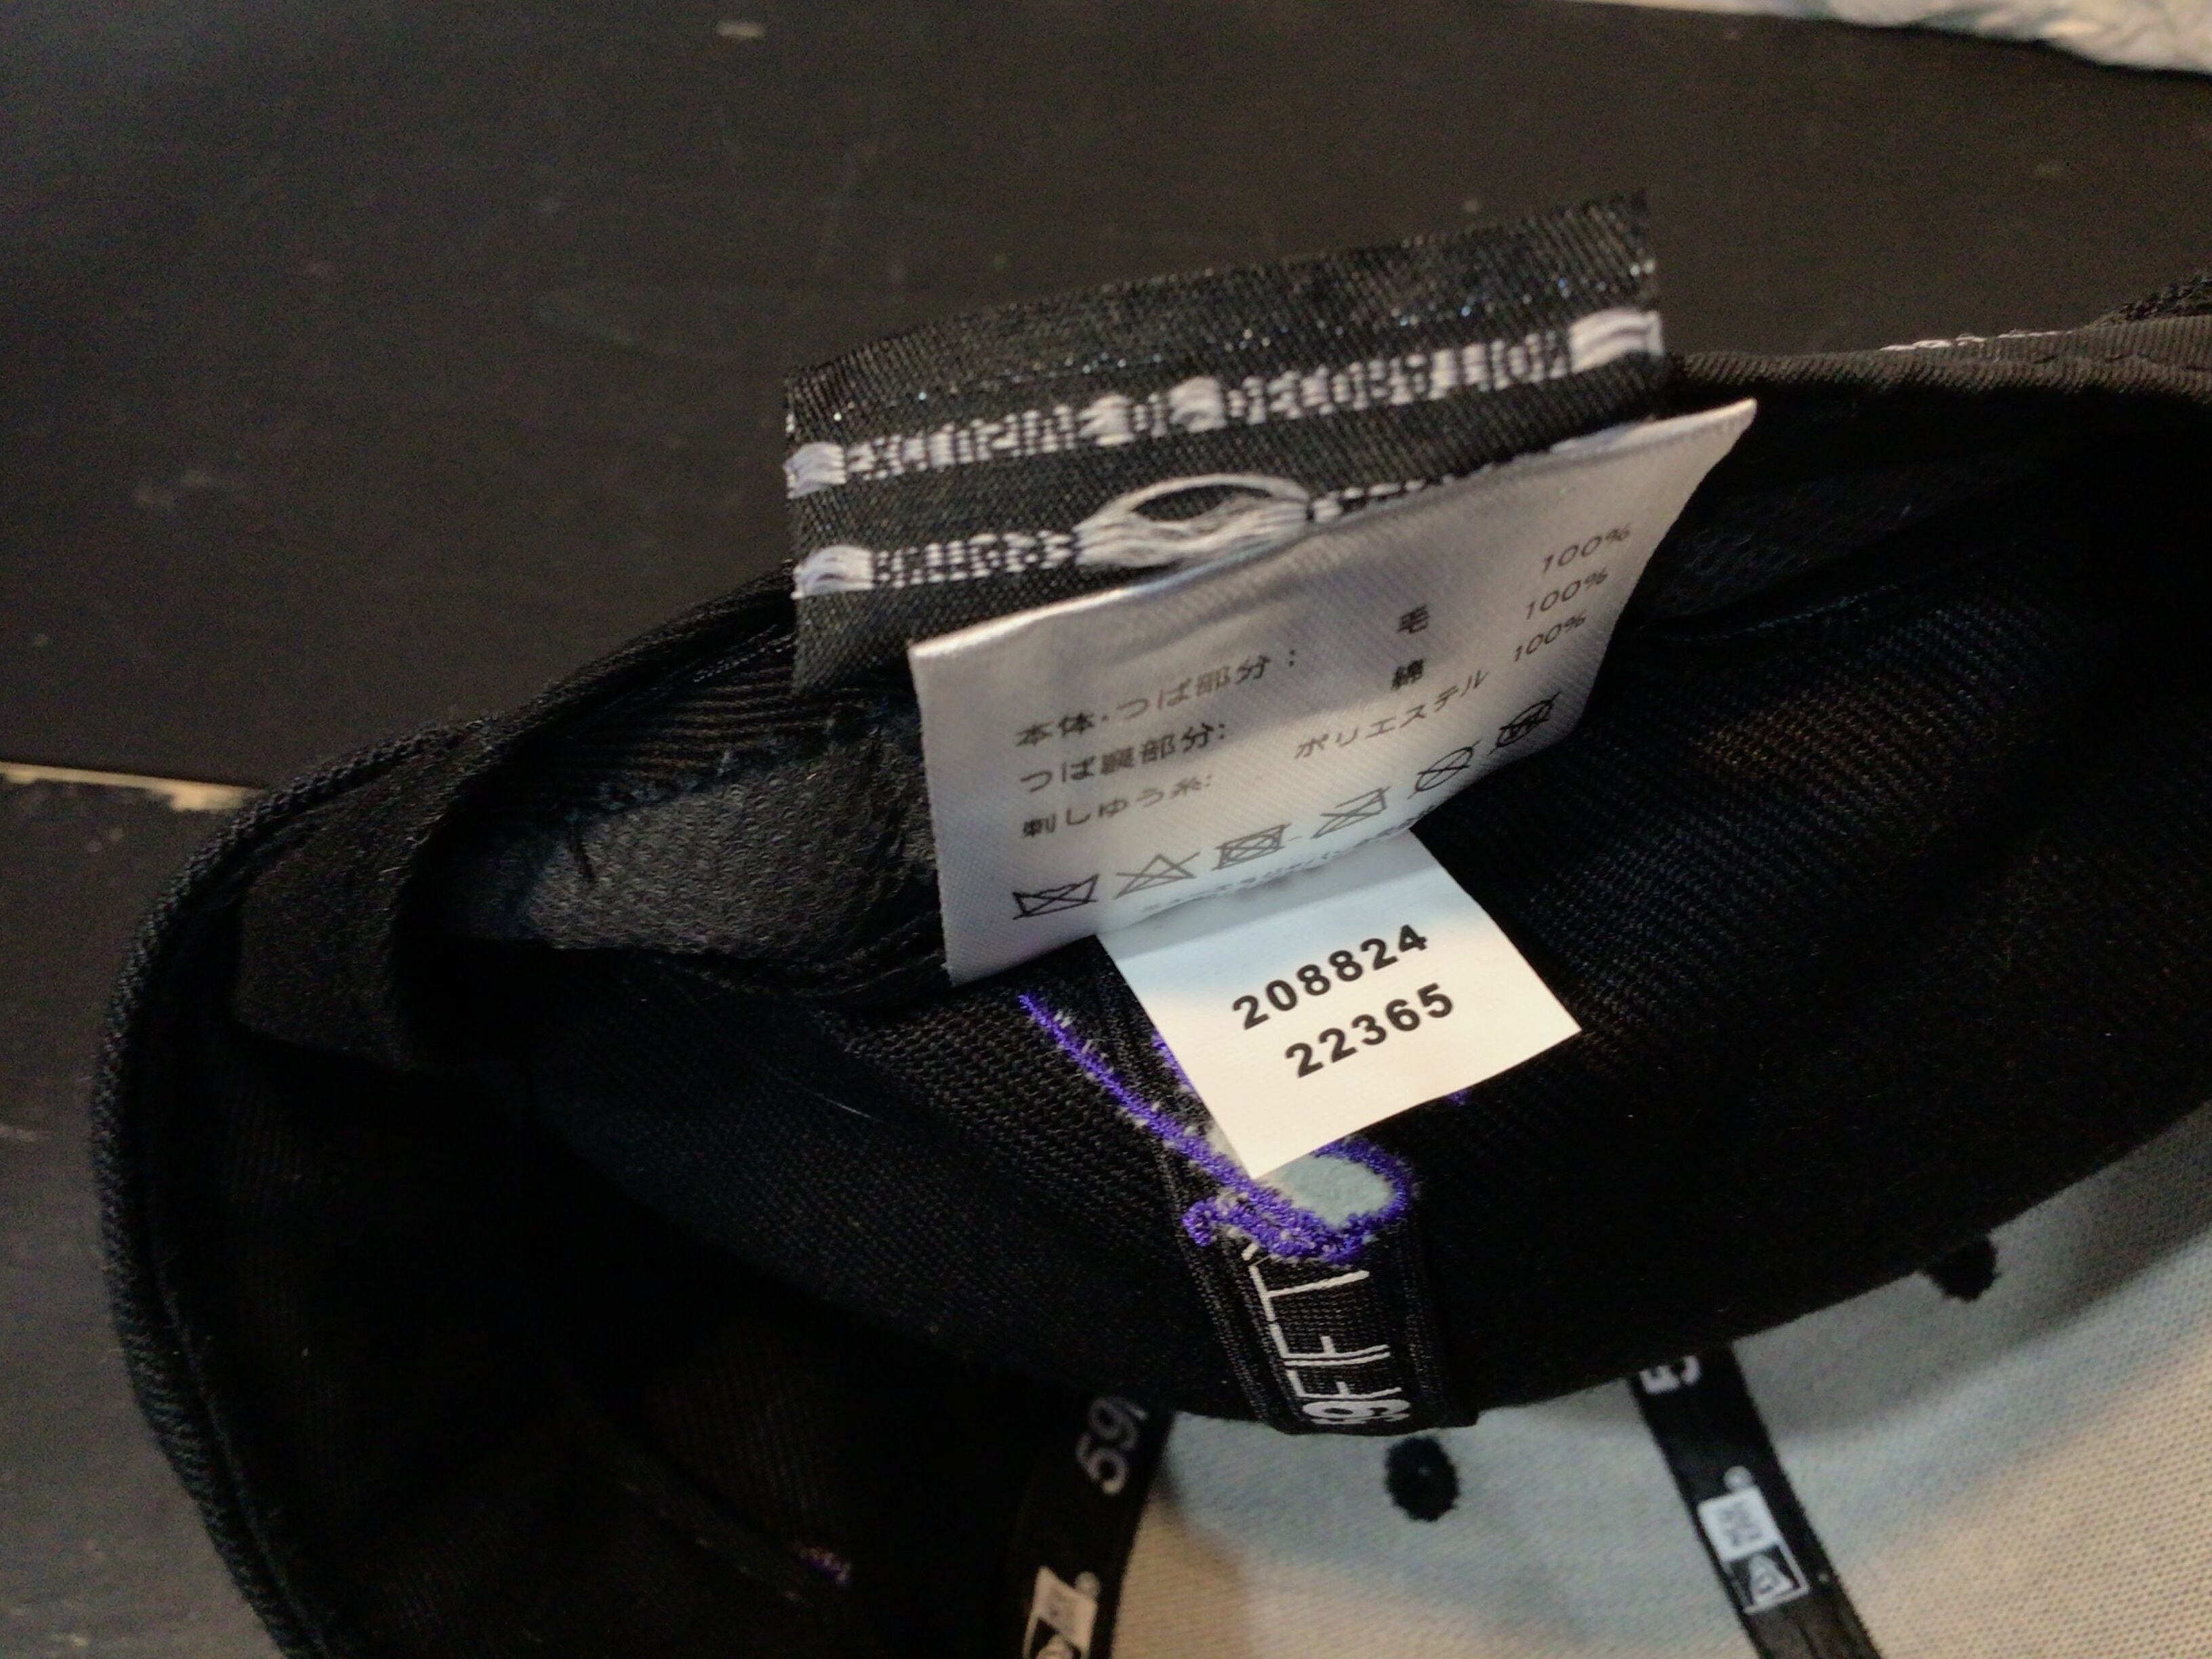 本体・つば部分: 毛 100%
つば裏部分: 綿 100%
刺しゅう糸: ポリエステル 100%
208824
22365
59FIFTY
59